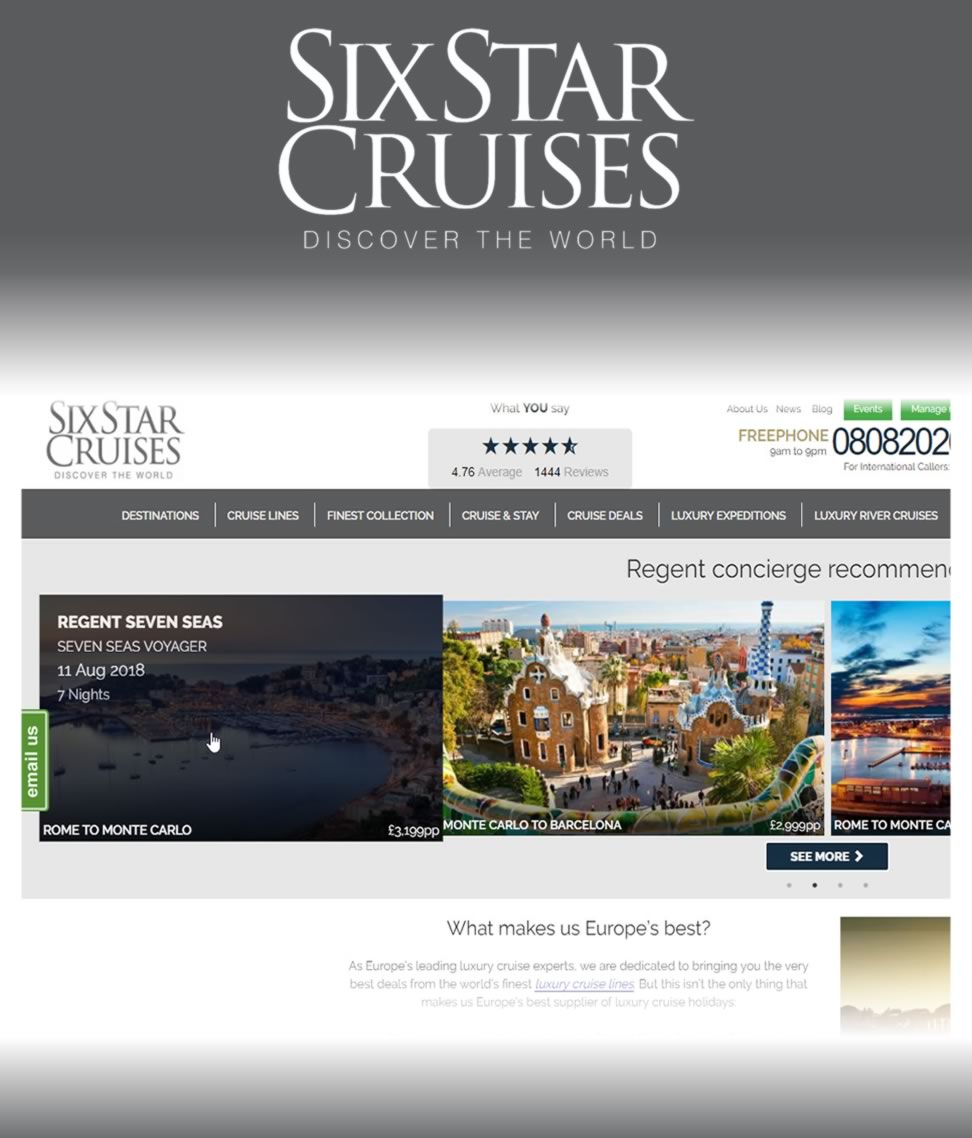 SIXSTAR
CRUISES
DISCOVER THE WORLD
SIXSTAR
CRUISES
DISCOVER THE WORLD
What YOU say
4.76 Average 1444 Reviews
About Us News Blog Events Manage
FREEPHONE 0808202
9am to 9pm
For International Callers:
DESTINATIONS CRUISE LINES FINEST COLLECTION CRUISE & STAY CRUISE DEALS LUXURY EXPEDITIONS LUXURY RIVER CRUISES
Regent concierge recommen
REGENT SEVEN SEAS
SEVEN SEAS VOYAGER
11 Aug 2018
7 Nights
email us
ROME TO MONTE CARLO £3,199pp
MONTE CARLO TO BARCELONA £2,999pp
ROME TO MONTE CA
SEE MORE
What makes us Europe's best?
As Europe's leading luxury cruise experts, we are dedicated to bringing you the very
best deals from the world's finest luxury cruise lines. But this isn't the only thing that
makes us Europe's best supplier of luxury cruise holidays: